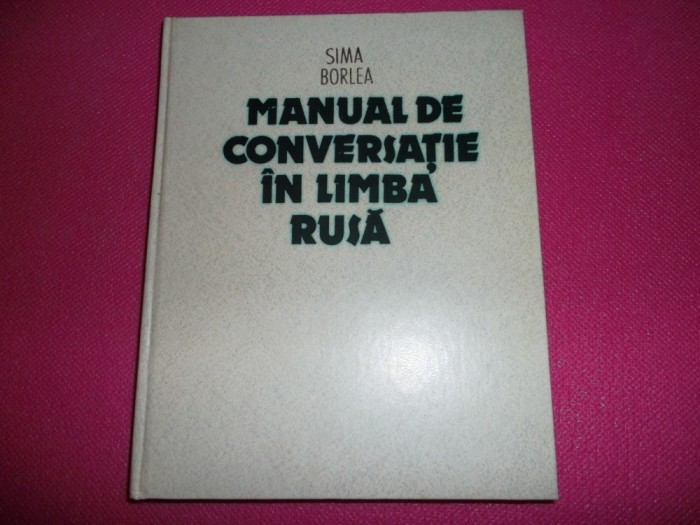 SIMA
BORLEA
MANUAL DE
CONVERSAȚIE
ÎN LIMBA
RUSĂ